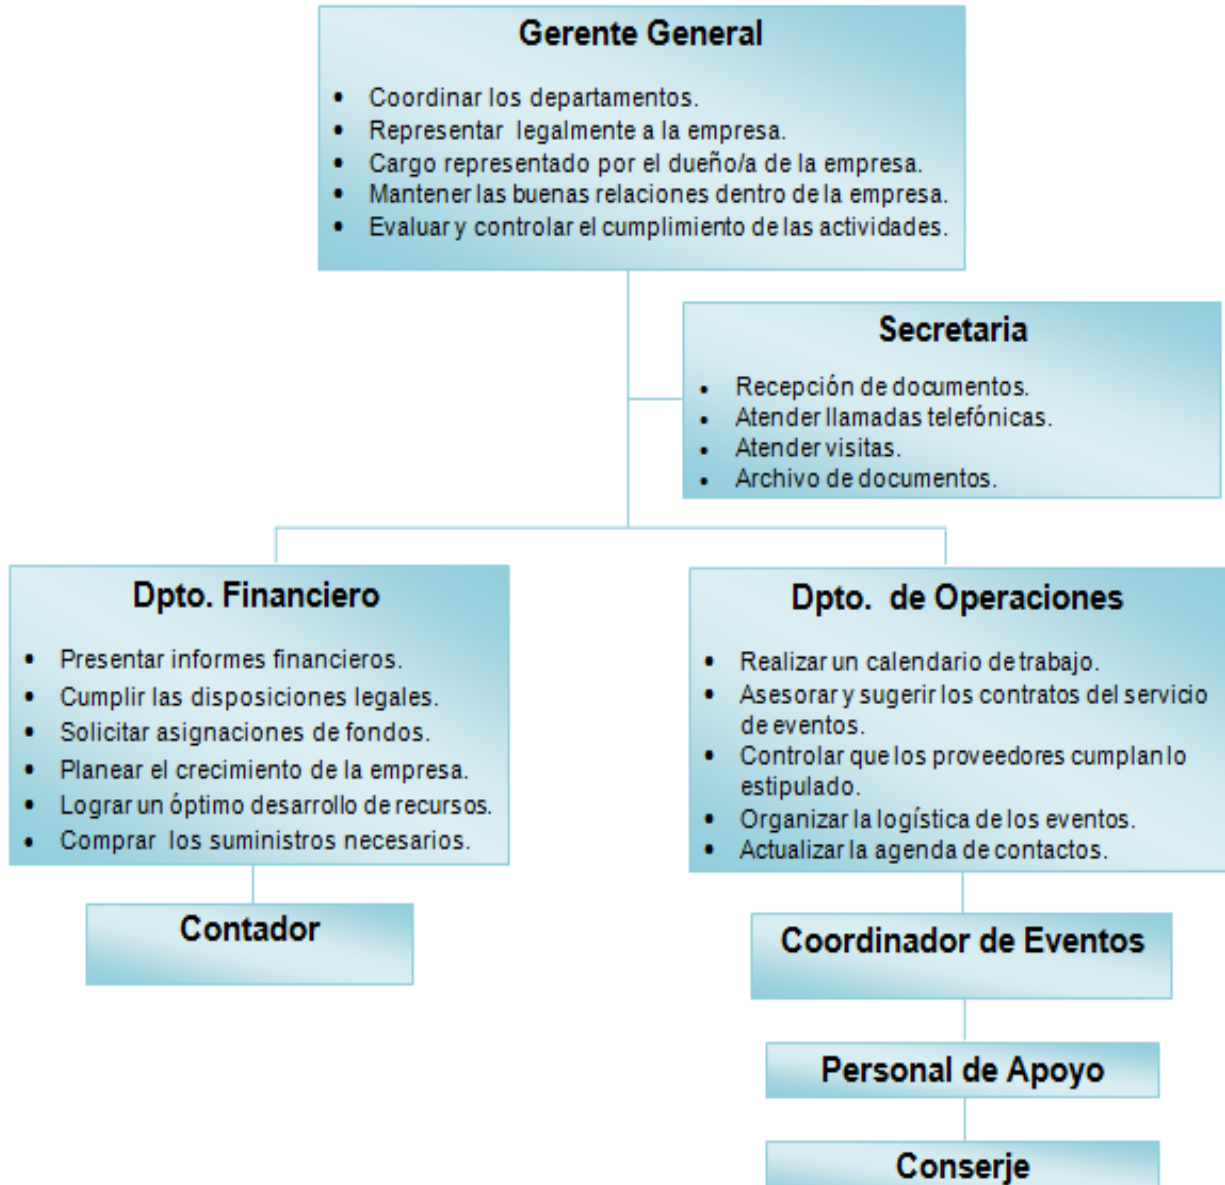 Gerente General
• Coordinar los departamentos.
• Representar legalmente a la empresa.
• Cargo representado por el dueño/a de la empresa.
• Mantener las buenas relaciones dentro de la empresa.
• Evaluar y controlar el cumplimiento de las actividades.
Secretaria
• Recepción de documentos.
• Atender llamadas telefónicas.
• Atender visitas.
• Archivo de documentos.
Dpto. Financiero
• Presentar informes financieros.
• Cumplir las disposiciones legales.
• Solicitar asignaciones de fondos.
• Planear el crecimiento de la empresa.
• Lograr un óptimo desarrollo de recursos.
• Comprar los suministros necesarios.
Contador
Dpto. de Operaciones
• Realizar un calendario de trabajo.
• Asesorar y sugerir los contratos del servicio
de eventos.
• Controlar que los proveedores cumplan lo
estipulado.
• Organizar la logística de los eventos.
• Actualizar la agenda de contactos.
Coordinador de Eventos
Personal de Apoyo
Conserje